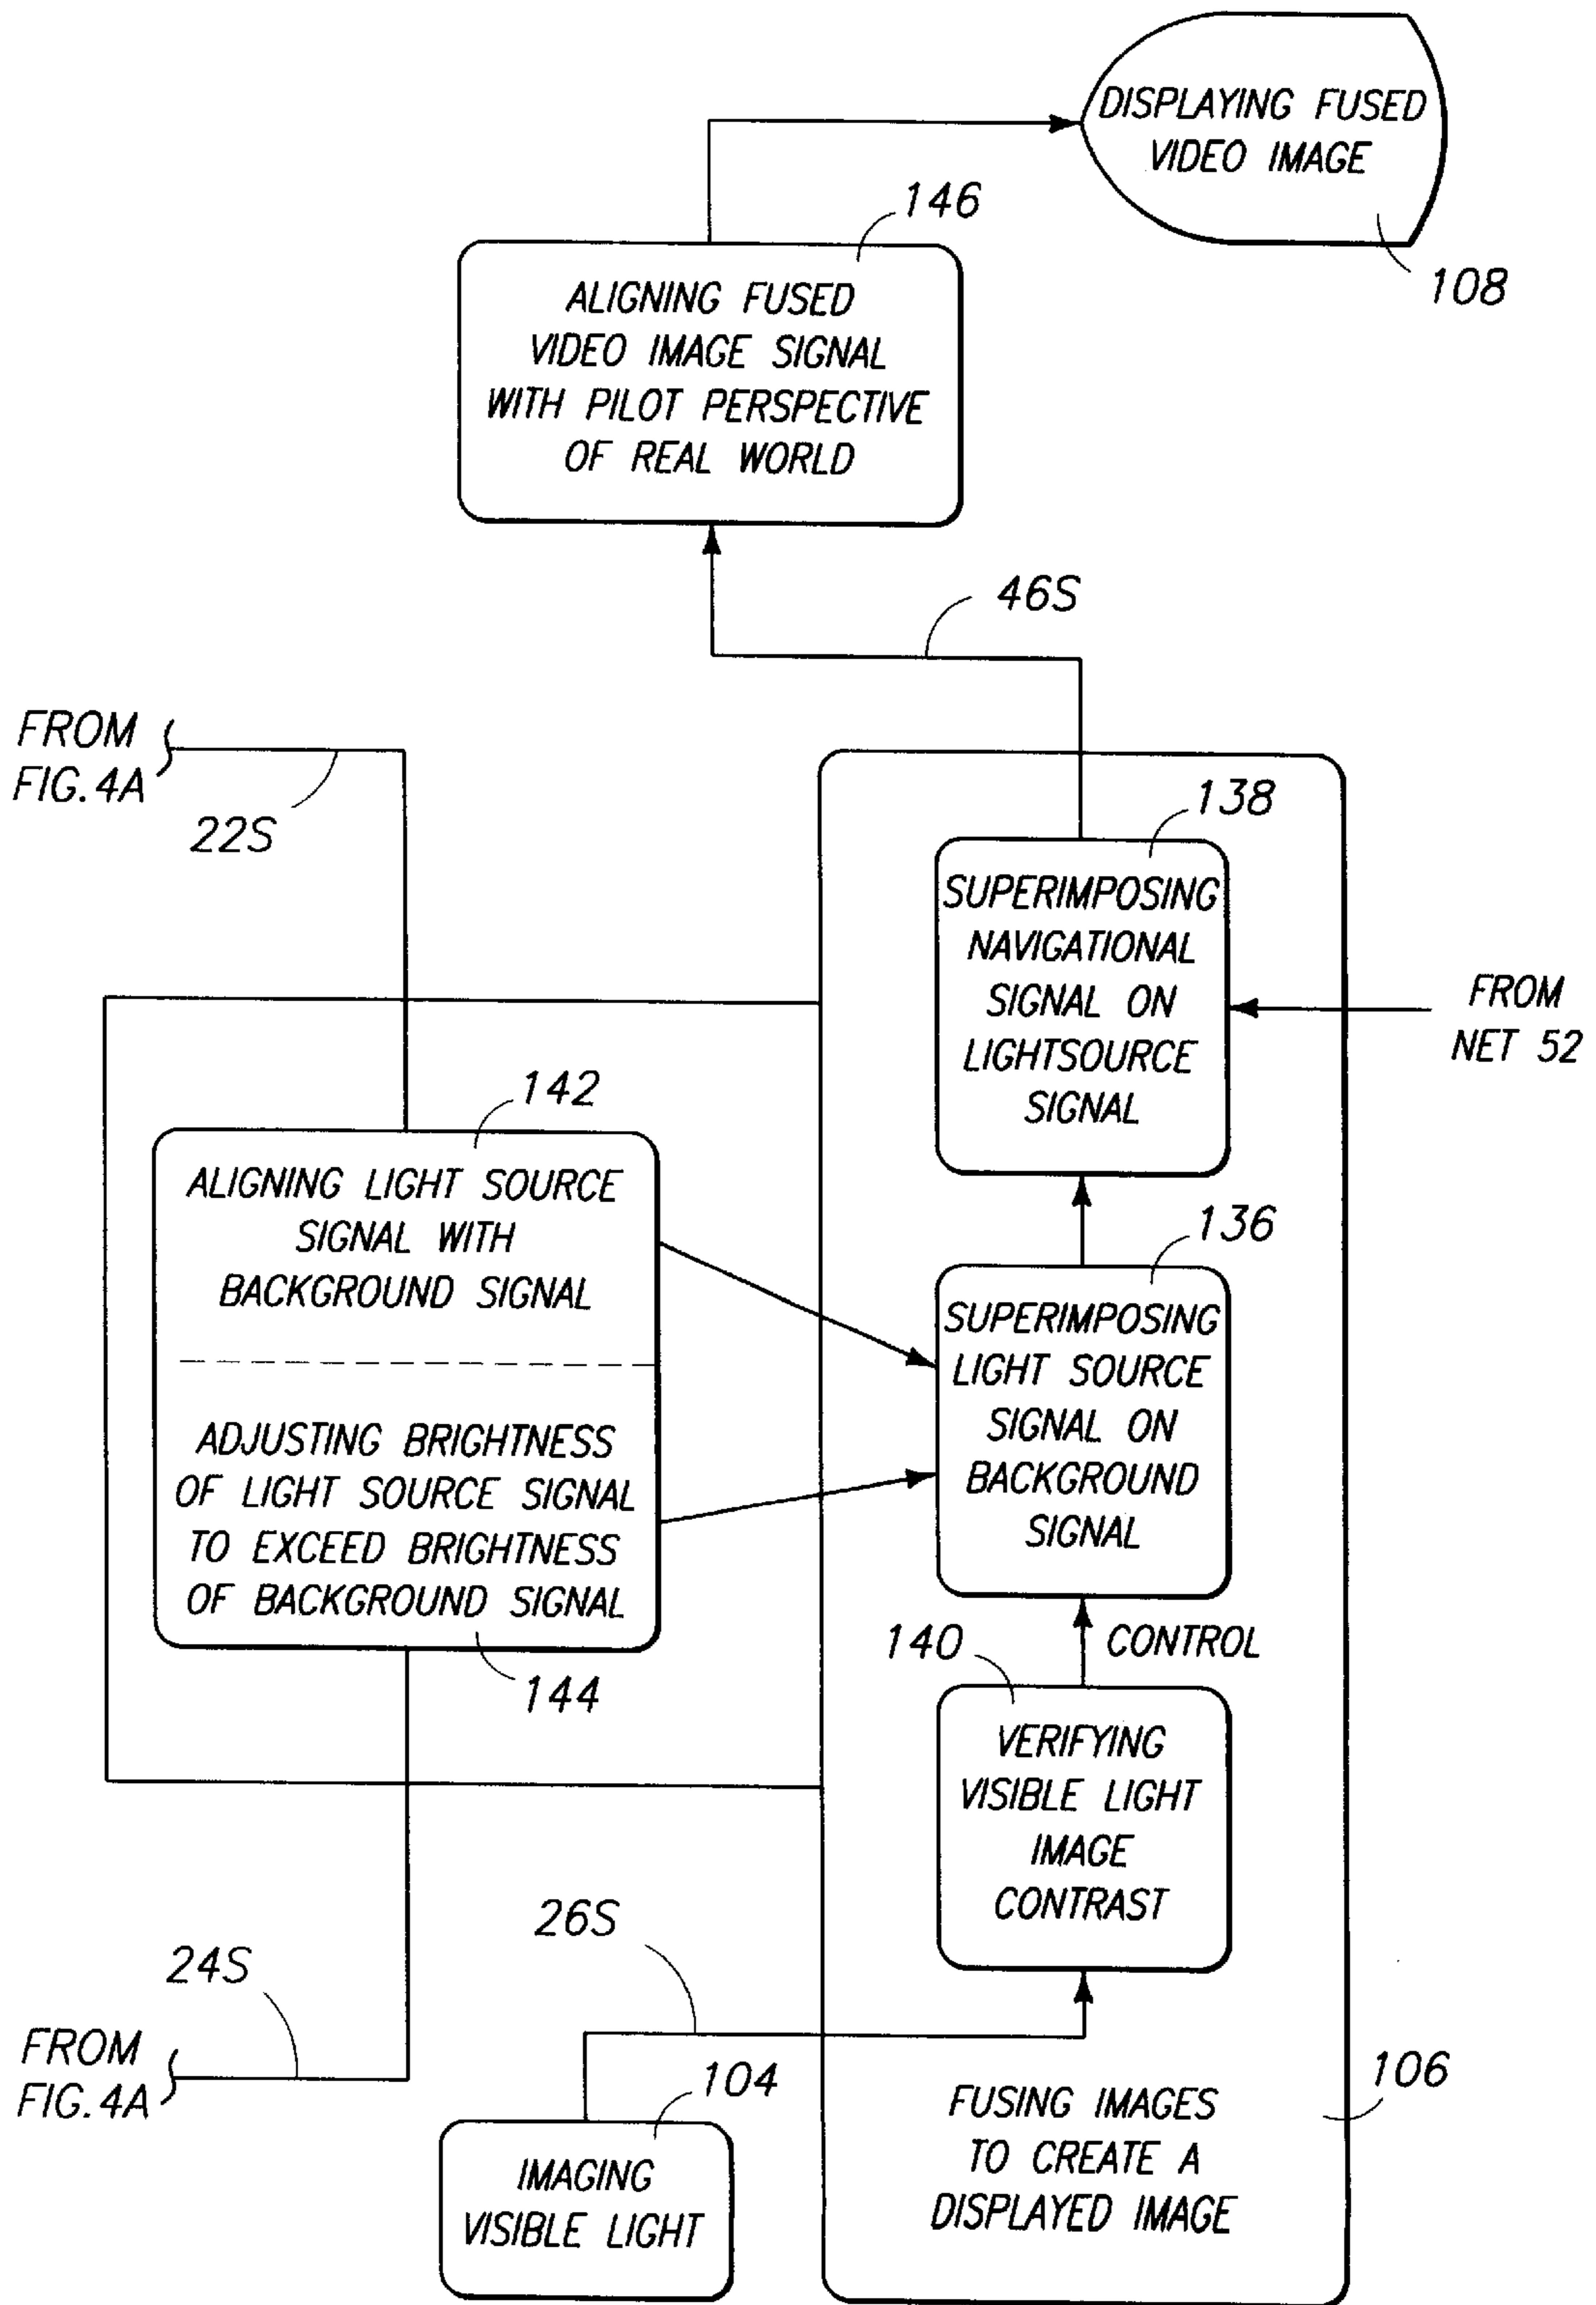 DISPLAYING FUSED
VIDEO IMAGE
108
146
ALIGNING FUSED
VIDEO IMAGE SIGNAL
WITH PILOT PERSPECTIVE
OF REAL WORLD
46S
FROM
FIG.4A
22S
138
SUPERIMPOSING
NAVIGATIONAL
SIGNAL ON
LIGHTSOURCE
SIGNAL
FROM
NET 52
142
ALIGNING LIGHT SOURCE
SIGNAL WITH
BACKGROUND SIGNAL
ADJUSTING BRIGHTNESS
OF LIGHT SOURCE SIGNAL
TO EXCEED BRIGHTNESS
OF BACKGROUND SIGNAL
144
136
SUPERIMPOSING
LIGHT SOURCE
SIGNAL ON
BACKGROUND
SIGNAL
140
CONTROL
VERIFYING
VISIBLE LIGHT
IMAGE
CONTRAST
26S
24S
FROM
FIG.4A
104
IMAGING
VISIBLE LIGHT
106
FUSING IMAGES
TO CREATE A
DISPLAYED IMAGE